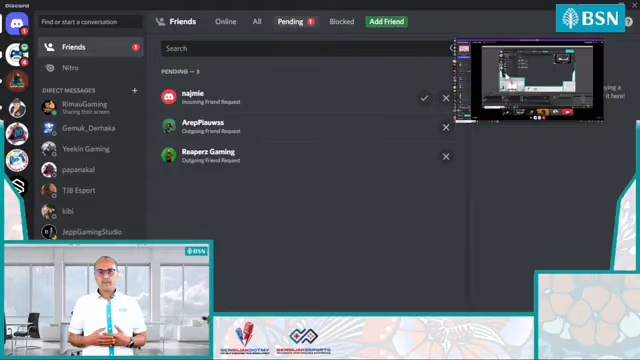 Discord
Find or start a conversation
Friends
Online
All
Pending 1
Blocked
Add Friend
BSN
Friends 1
Nitro
DIRECT MESSAGES
RimauGaming
Sharing their screen
Gemuk_Derhaka
Yeekin Gaming
papanakal
TJB Esport
kibi
JeppGamingStudio
Search
PENDING — 3
najmie
Incoming Friend Request
ArepPiauwss
Outgoing Friend Request
Reaperz Gaming
Outgoing Friend Request
it here!
BSN